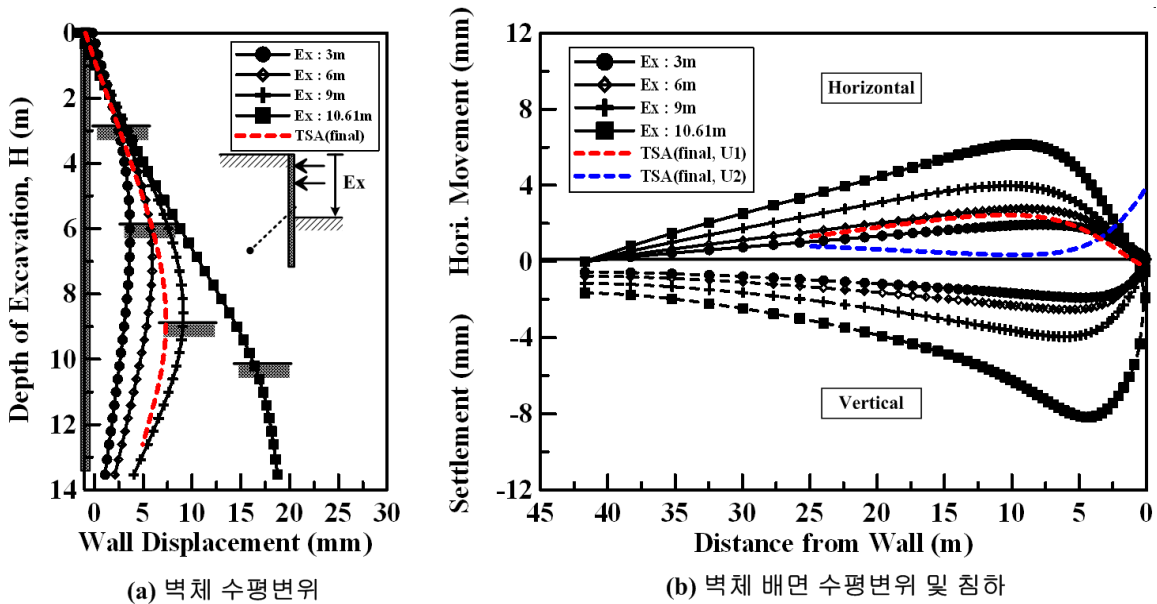 0
2
4
6
8
10
12
14
Depth of Excavation, H (m)
Ex : 3m
Ex : 6m
Ex : 9m
Ex : 10.61m
TSA(final)
Ex
0 5 10 15 20 25 30
Wall Displacement (mm)
(a) 벽체 수평변위
12
8
4
0
-4
-8
-12
Settlement (mm) Hori. Movement (mm)
Ex : 3m
Ex : 6m
Ex : 9m
Ex : 10.61m
TSA(final, U1)
TSA(final, U2)
Horizontal
Vertical
45 40 35 30 25 20 15 10 5 0
Distance from Wall (m)
(b) 벽체 배면 수평변위 및 침하